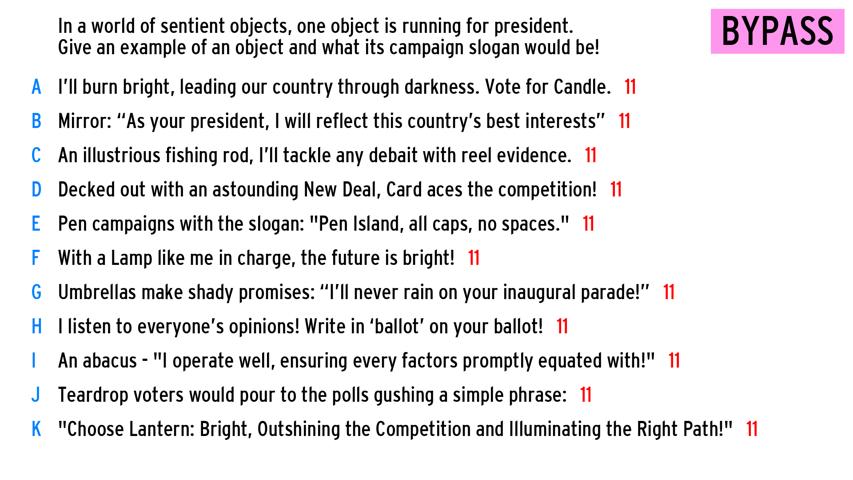 In a world of sentient objects, one object is running for president.
Give an example of an object and what its campaign slogan would be!
BYPASS
A I'll burn bright, leading our country through darkness. Vote for Candle. 11
B Mirror: “As your president, I will reflect this country's best interests” 11
C An illustrious fishing rod, I'll tackle any debait with reel evidence. 11
D Decked out with an astounding New Deal, Card aces the competition! 11
E Pen campaigns with the slogan: "Pen Island, all caps, no spaces." 11
F With a Lamp like me in charge, the future is bright! 11
G Umbrellas make shady promises: “I'll never rain on your inaugural parade!” 11
H I listen to everyone's opinions! Write in ‘ballot’ on your ballot! 11
I An abacus - "I operate well, ensuring every factors promptly equated with!" 11
J Teardrop voters would pour to the polls gushing a simple phrase: 11
K "Choose Lantern: Bright, Outshining the Competition and Illuminating the Right Path!" 11